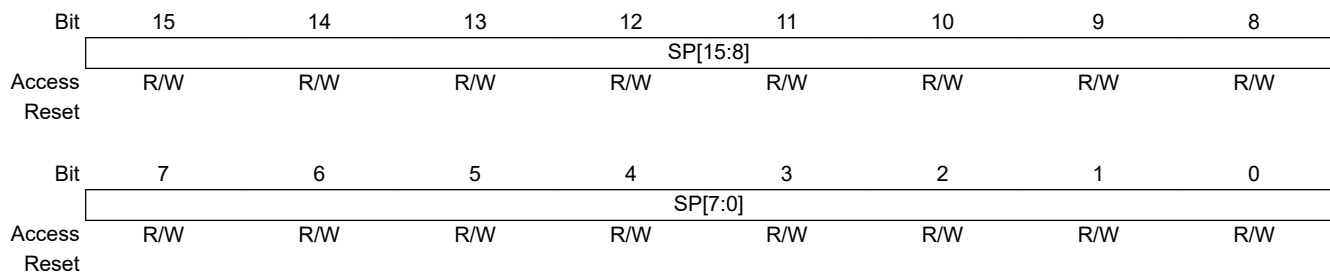 Bit 15 14 13 12 11 10 9 8
SP[15:8]
Access R/W R/W R/W R/W R/W R/W R/W R/W
Reset
Bit 7 6 5 4 3 2 1 0
SP[7:0]
Access R/W R/W R/W R/W R/W R/W R/W R/W
Reset